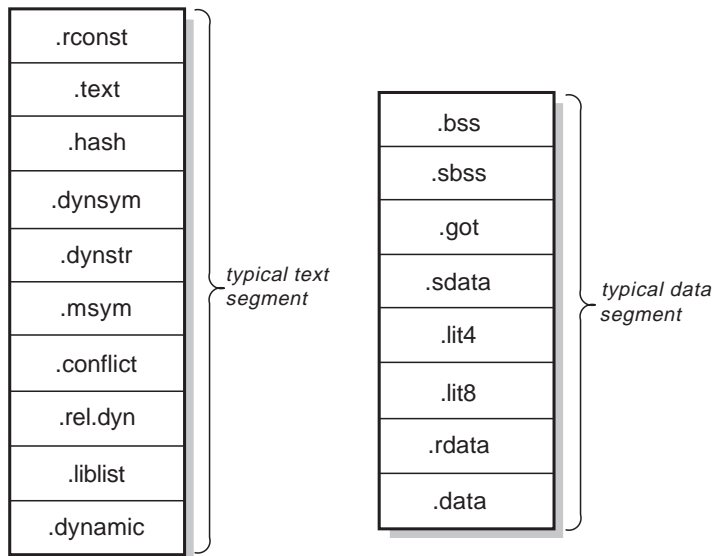 .rconst
.text
.hash
.dynsym
.dynstr
.msym
.conflict
.rel.dyn
.liblist
.dynamic
typical text
segment
.bss
.sbss
.got
.sdata
.lit4
.lit8
.rdata
.data
typical data
segment